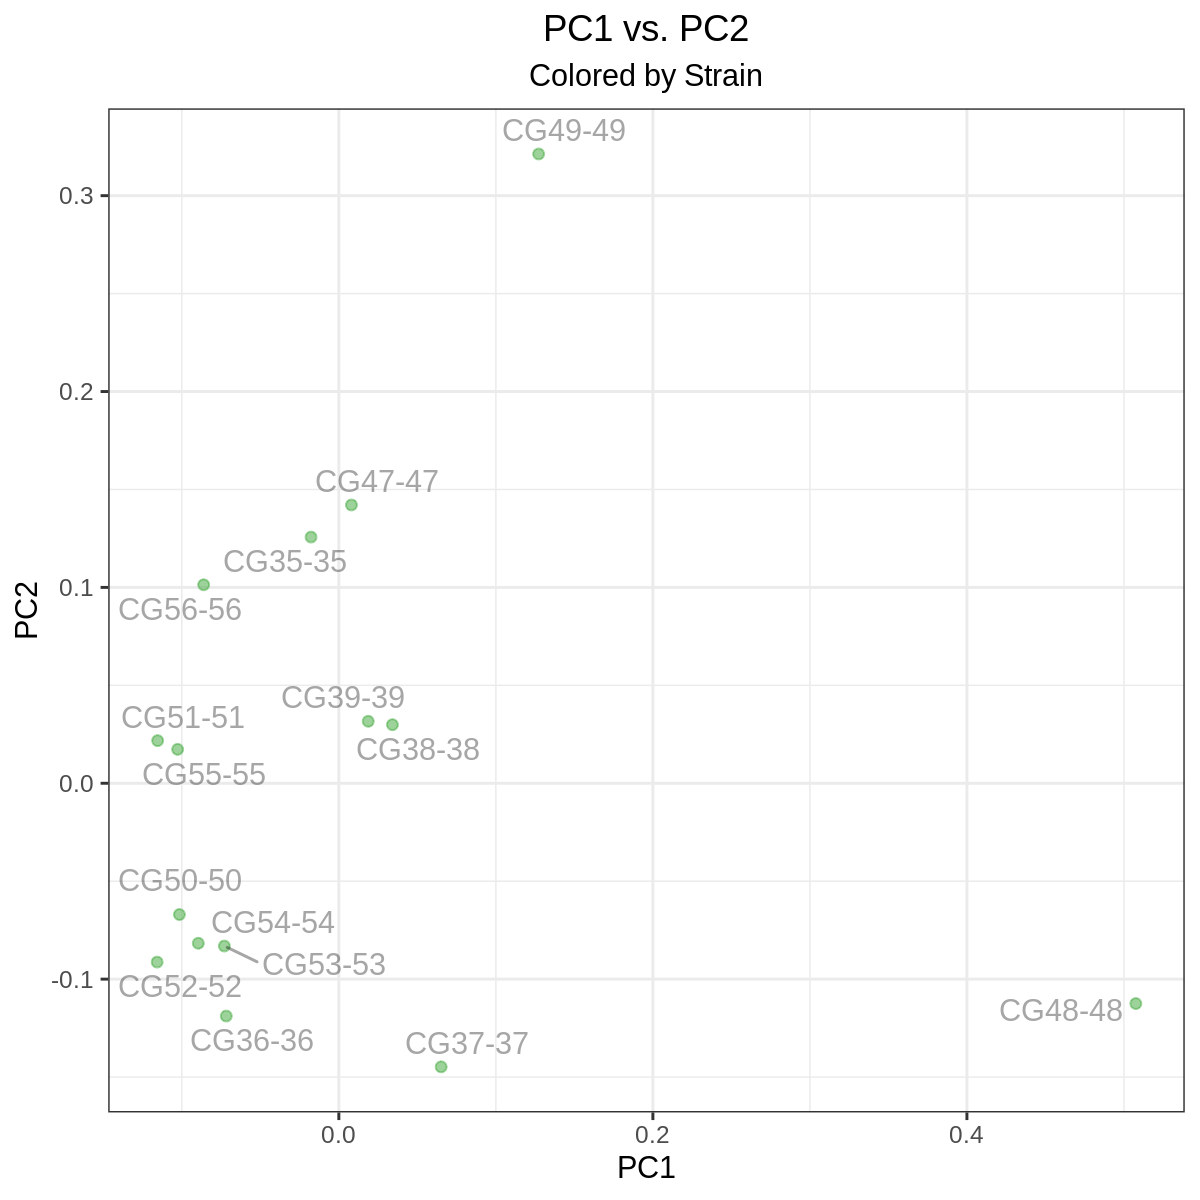 PC1 vs. PC2
Colored by Strain
CG49-49
0.3
0.2
CG47-47
CG35-35
0.1
CG56-56
PC2
CG39-39
CG51-51
CG38-38
CG55-55
0.0
CG50-50
CG54-54
CG53-53
-0.1
CG52-52
CG48-48
CG36-36
CG37-37
0.0 0.2 0.4
PC1